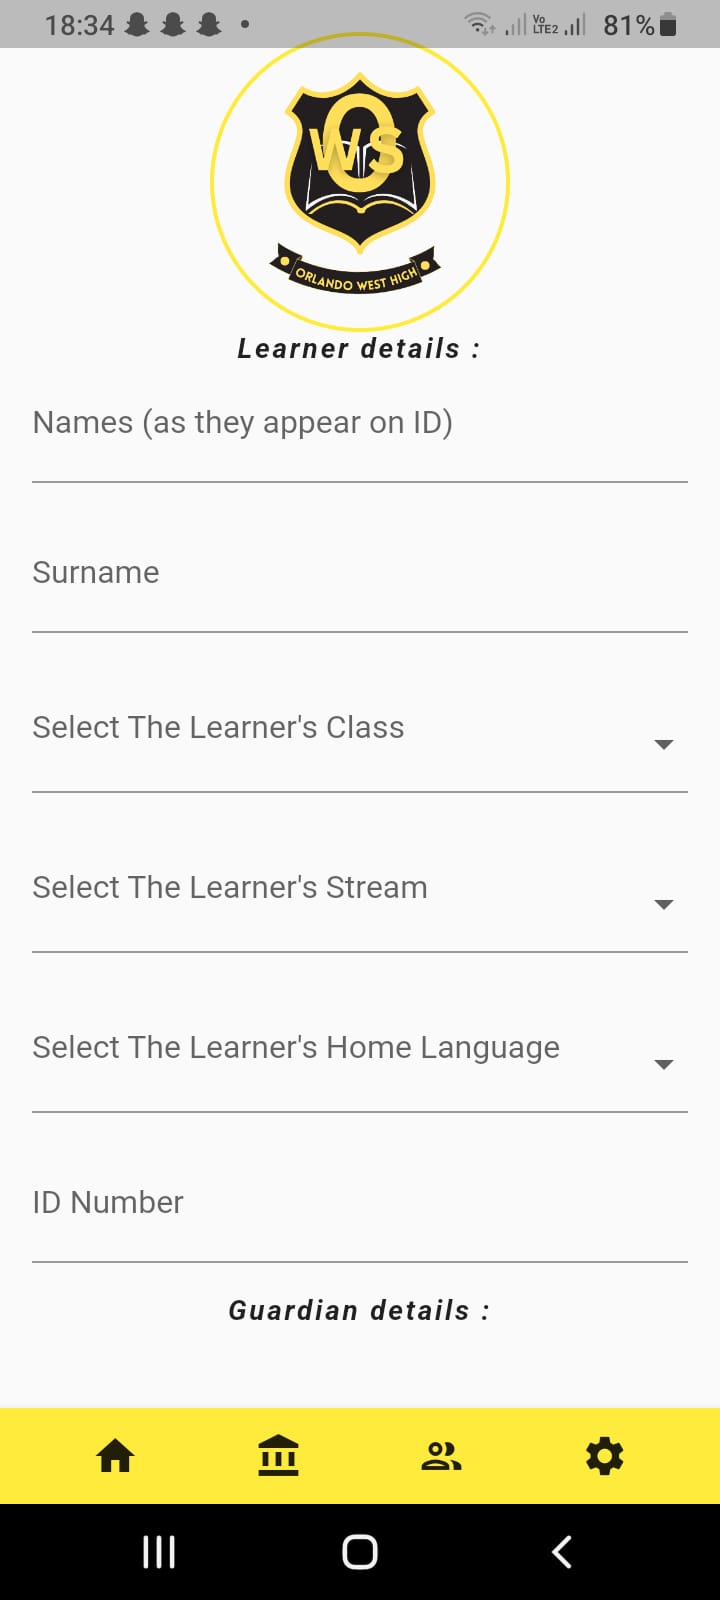 18:34
Vo
LTE2
81%
OWS
ORLANDO WEST HIGH
Learner details :
Names (as they appear on ID)
Surname
Select The Learner's Class
Select The Learner's Stream
Select The Learner's Home Language
ID Number
Guardian details :